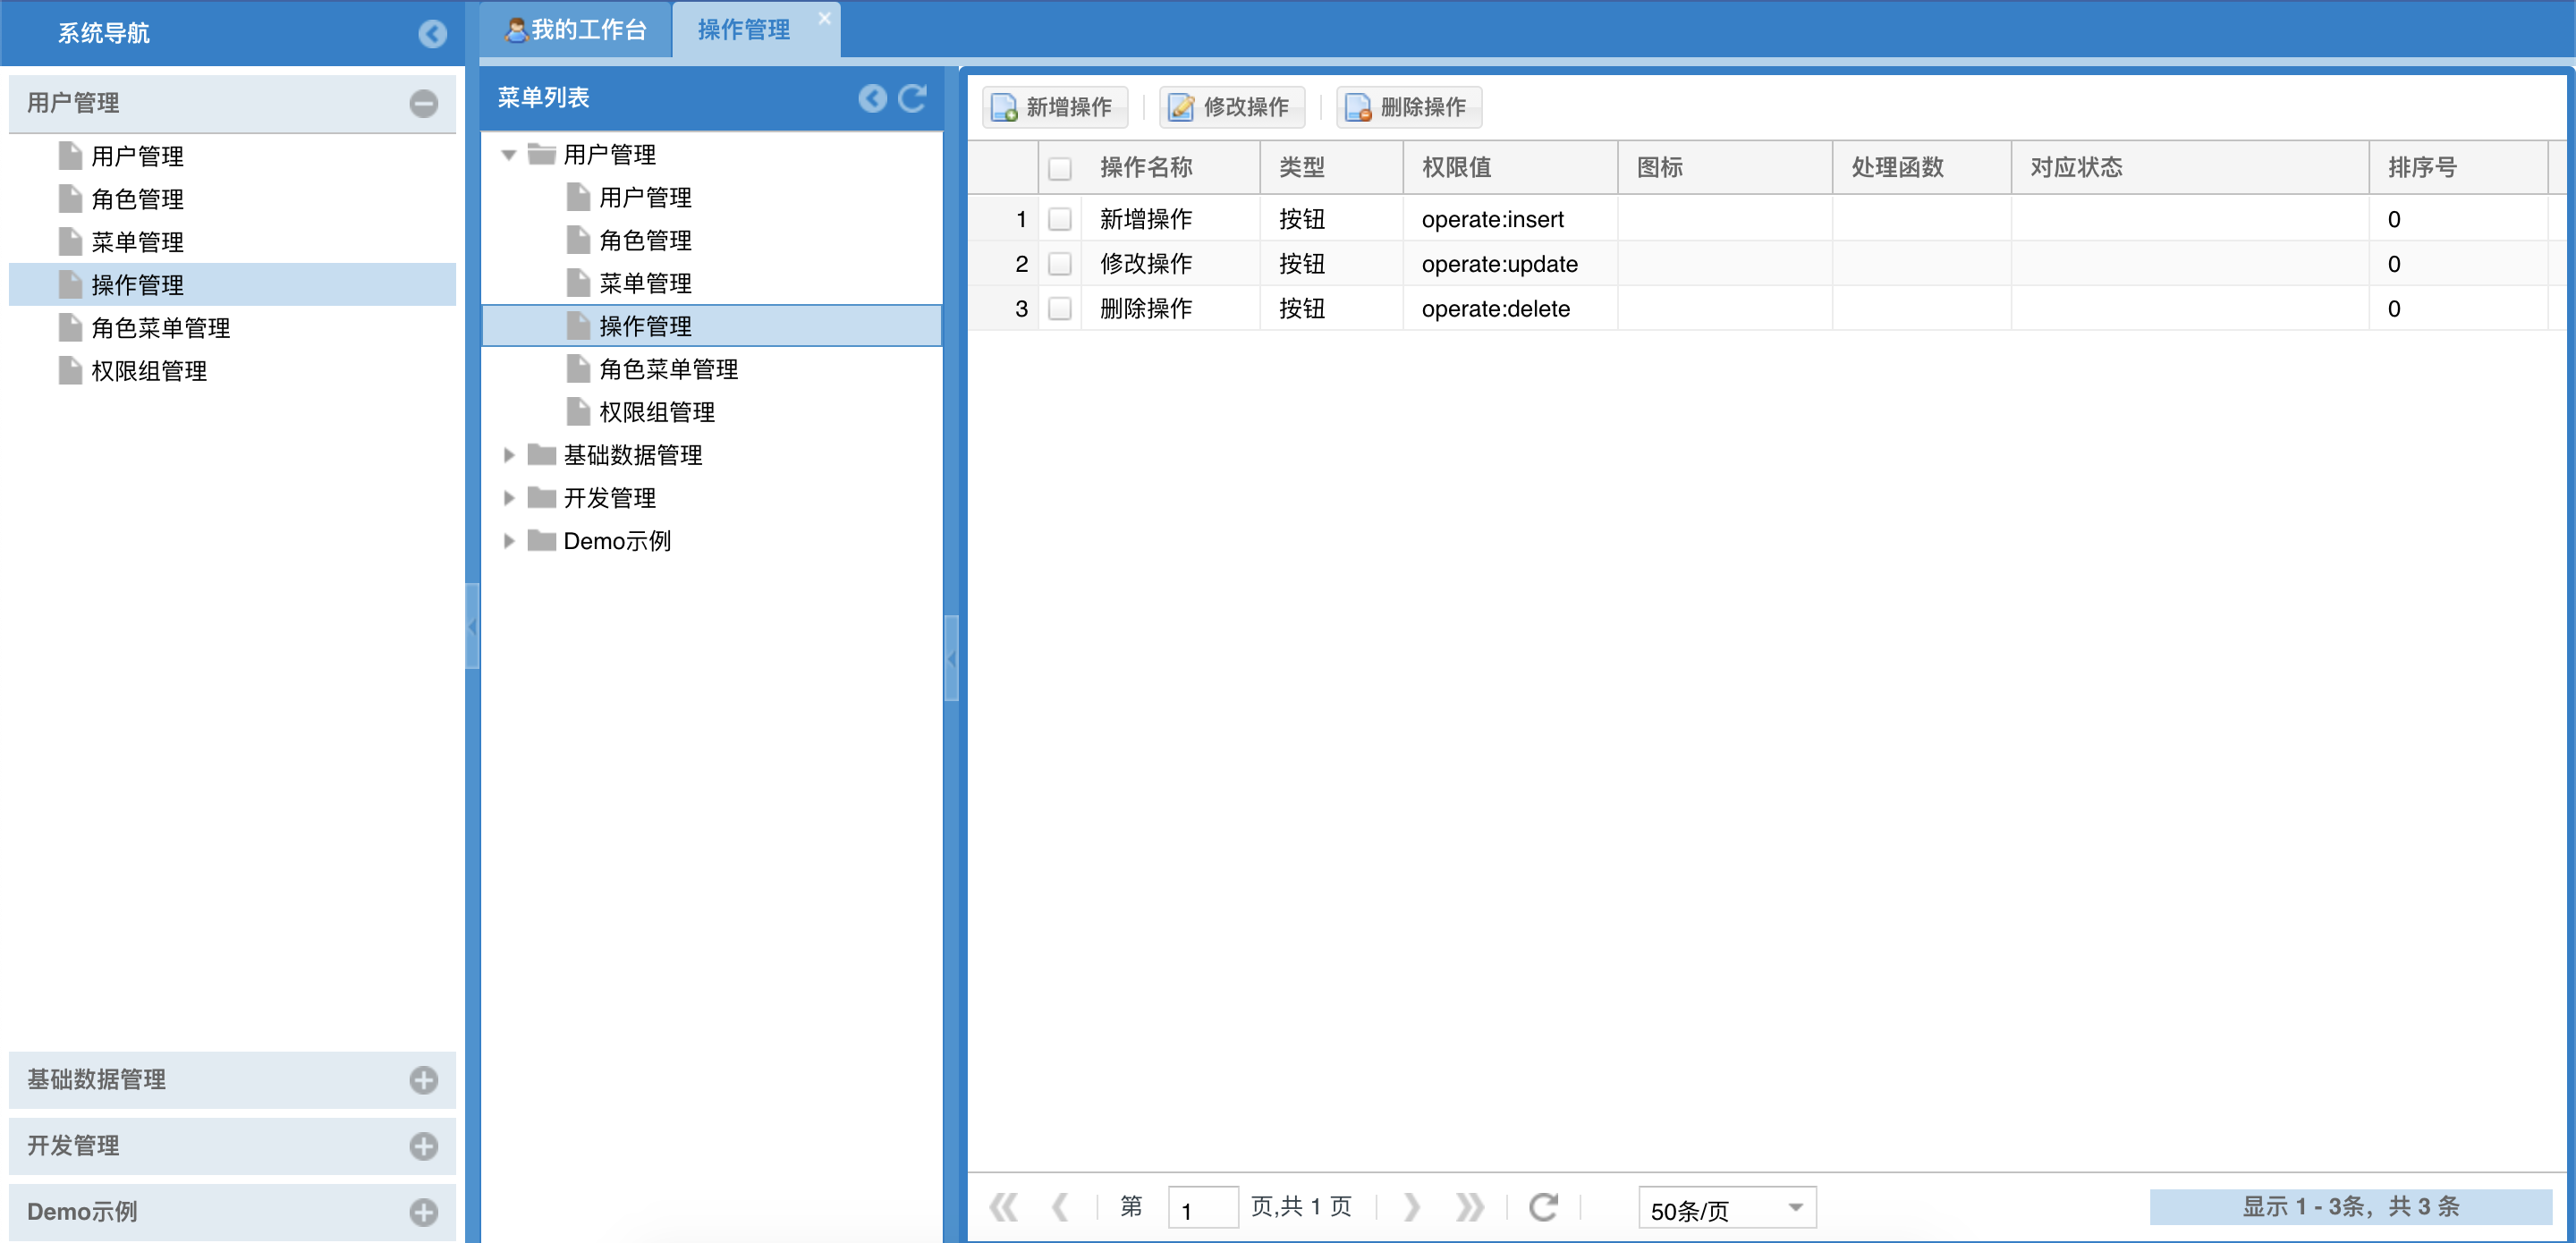 系统导航
用户管理
用户管理
角色管理
菜单管理
操作管理
角色菜单管理
权限组管理
基础数据管理
开发管理
Demo示例
我的工作台
操作管理
菜单列表
用户管理
用户管理
角色管理
菜单管理
操作管理
角色菜单管理
权限组管理
基础数据管理
开发管理
Demo示例
新增操作 修改操作 删除操作
操作名称 类型 权限值 图标 处理函数 对应状态 排序号
1 新增操作 按钮 operate:insert 0
2 修改操作 按钮 operate:update 0
3 删除操作 按钮 operate:delete 0
第 1 页,共 1 页 50条/页 显示 1 - 3条，共 3 条